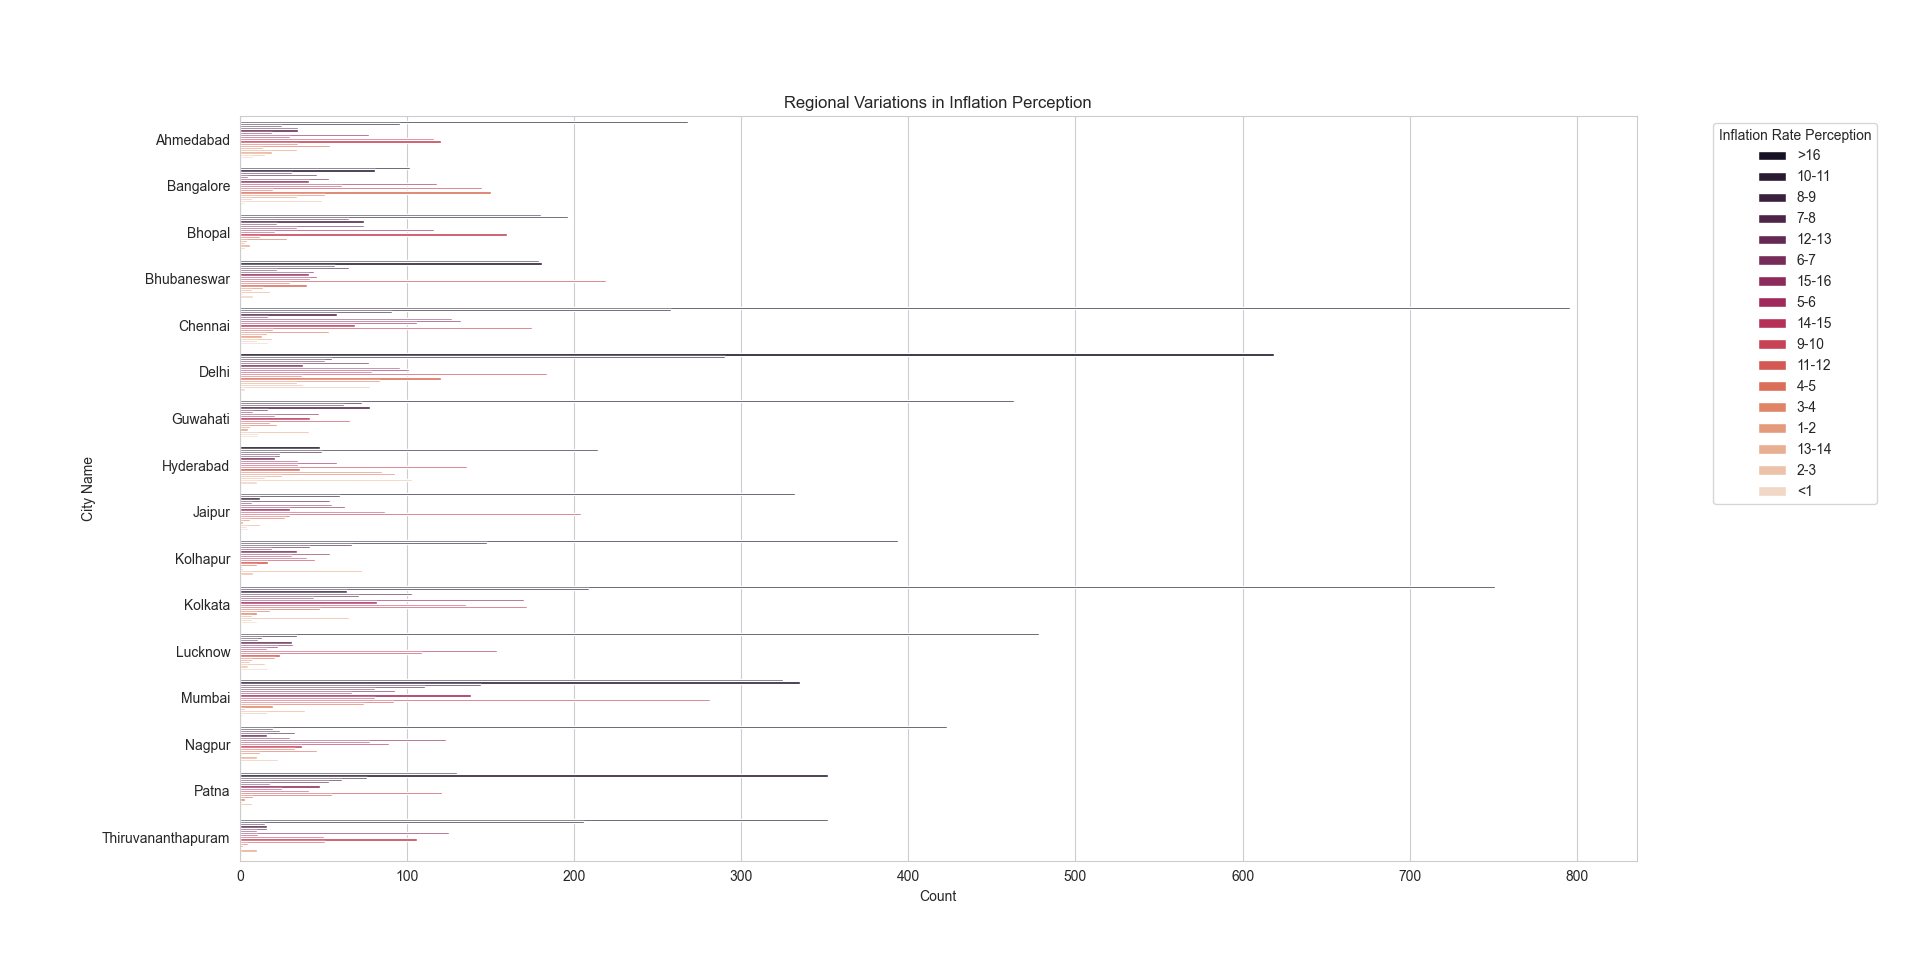 Regional Variations in Inflation Perception
City Name
Ahmedabad
Bangalore
Bhopal
Bhubaneswar
Chennai
Delhi
Guwahati
Hyderabad
Jaipur
Kolhapur
Kolkata
Lucknow
Mumbai
Nagpur
Patna
Thiruvananthapuram
0 100 200 300 400 500 600 700 800
Count
Inflation Rate Perception
>16
10-11
8-9
7-8
12-13
6-7
15-16
5-6
14-15
9-10
11-12
4-5
3-4
1-2
13-14
2-3
<1